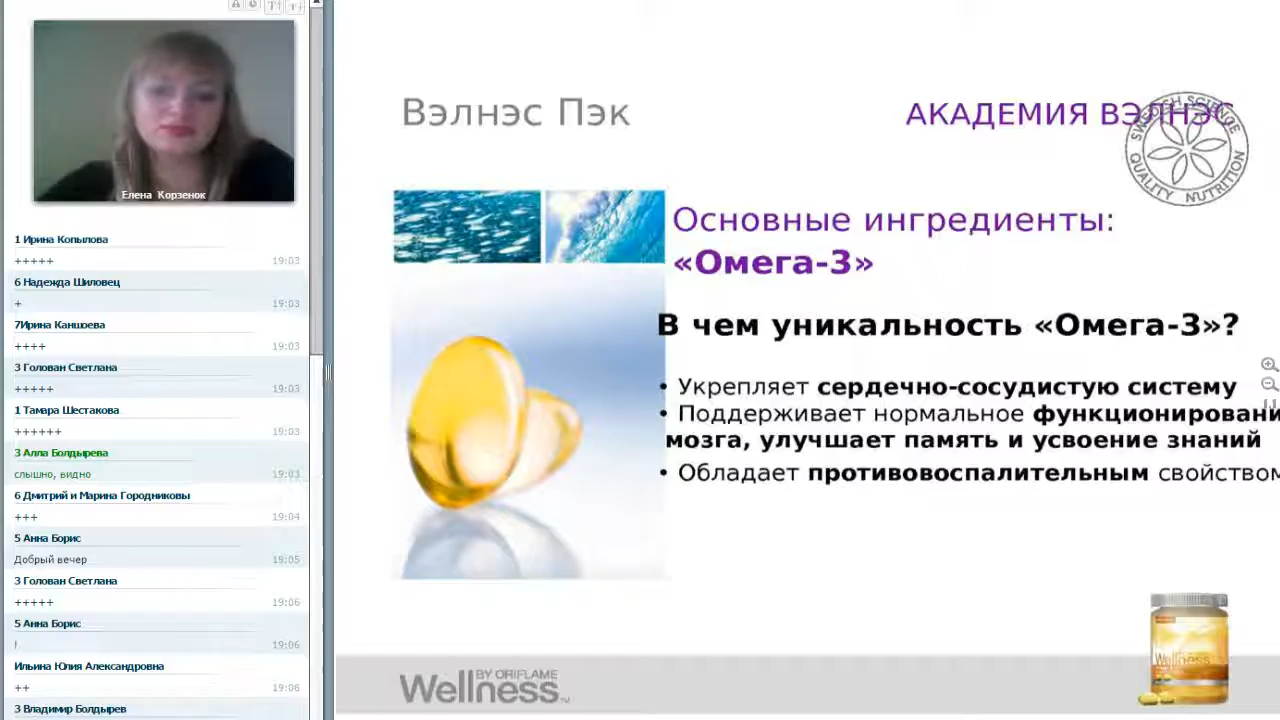 Елена Корзенок
1 Ирина Копылова
+++++
19:03
6 Надежда Шиловец
+
19:03
7Ирина Каншоева
++++
19:03
3 Голован Светлана
+++++
19:03
1 Тамара Шестакова
++++++
19:03
3 Алла Болдырева
слышно, видно
19:03
6 Дмитрий и Марина Городниковы
+++
19:04
5 Анна Борис
Добрый вечер
19:05
3 Голован Светлана
+++++
19:06
5 Анна Борис
!
19:06
Ильина Юлия Александровна
++
19:06
3 Владимир Болдырев
Вэлнэс Пэк
АКАДЕМИЯ ВЭЛНЭС
SWEDISH SCIENCE
QUALITY NUTRITION
Основные ингредиенты:
«Омега-3»
В чем уникальность «Омега-3»?
• Укрепляет сердечно-сосудистую систему
• Поддерживает нормальное функционировани
мозга, улучшает память и усвоение знаний
• Обладает противовоспалительным свойством
Wellness
BY ORIFLAME
Wellness